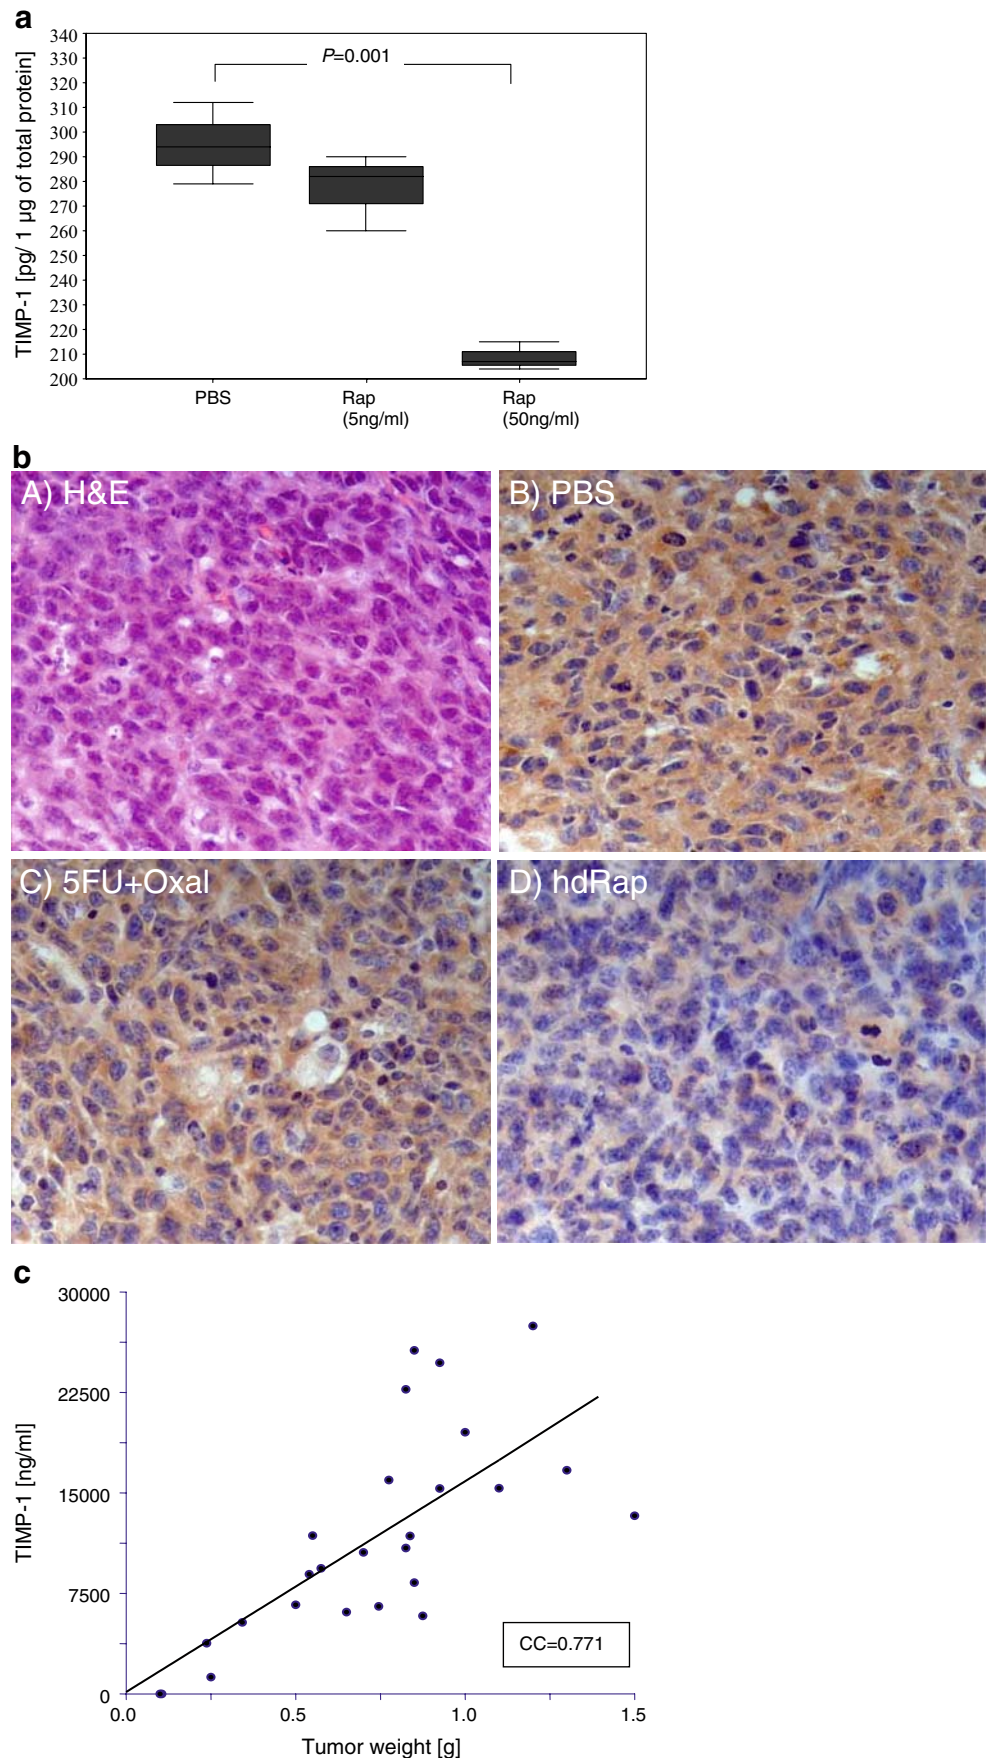 a
TIMP-1 [pg/ 1 µg of total protein]
340
330
320
310
300
290
280
270
260
250
240
230
220
210
200
P=0.001
PBS
Rap
(5ng/ml)
Rap
(50ng/ml)
b
A) H&E
B) PBS
C) 5FU+Oxal
D) hdRap
c
TIMP-1 [ng/ml]
30000
22500
15000
7500
0
CC=0.771
0.0
0.5
1.0
1.5
Tumor weight [g]